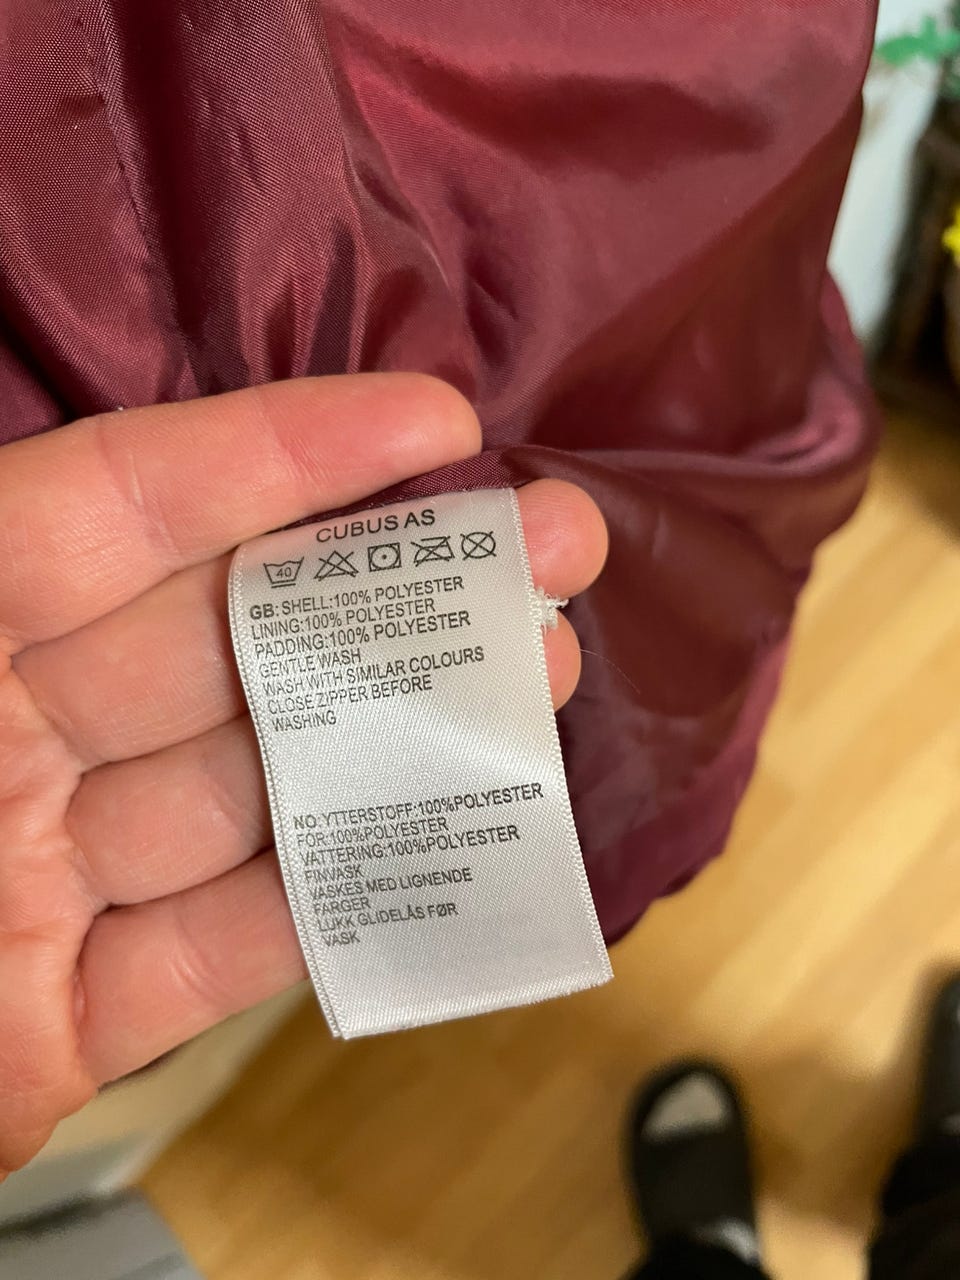 CUBUS AS
40
GB: SHELL:100% POLYESTER
LINING:100% POLYESTER
PADDING:100% POLYESTER
GENTLE WASH
WASH WITH SIMILAR COLOURS
CLOSE ZIPPER BEFORE
WASHING
NO:YTTERSTOFF:100%POLYESTER
FOR:100%POLYESTER
VATTERING:100%POLYESTER
FINVASK
VASKES MED LIGNENDE
FARGER
LUKK GLIDELÅS FØR
VASK